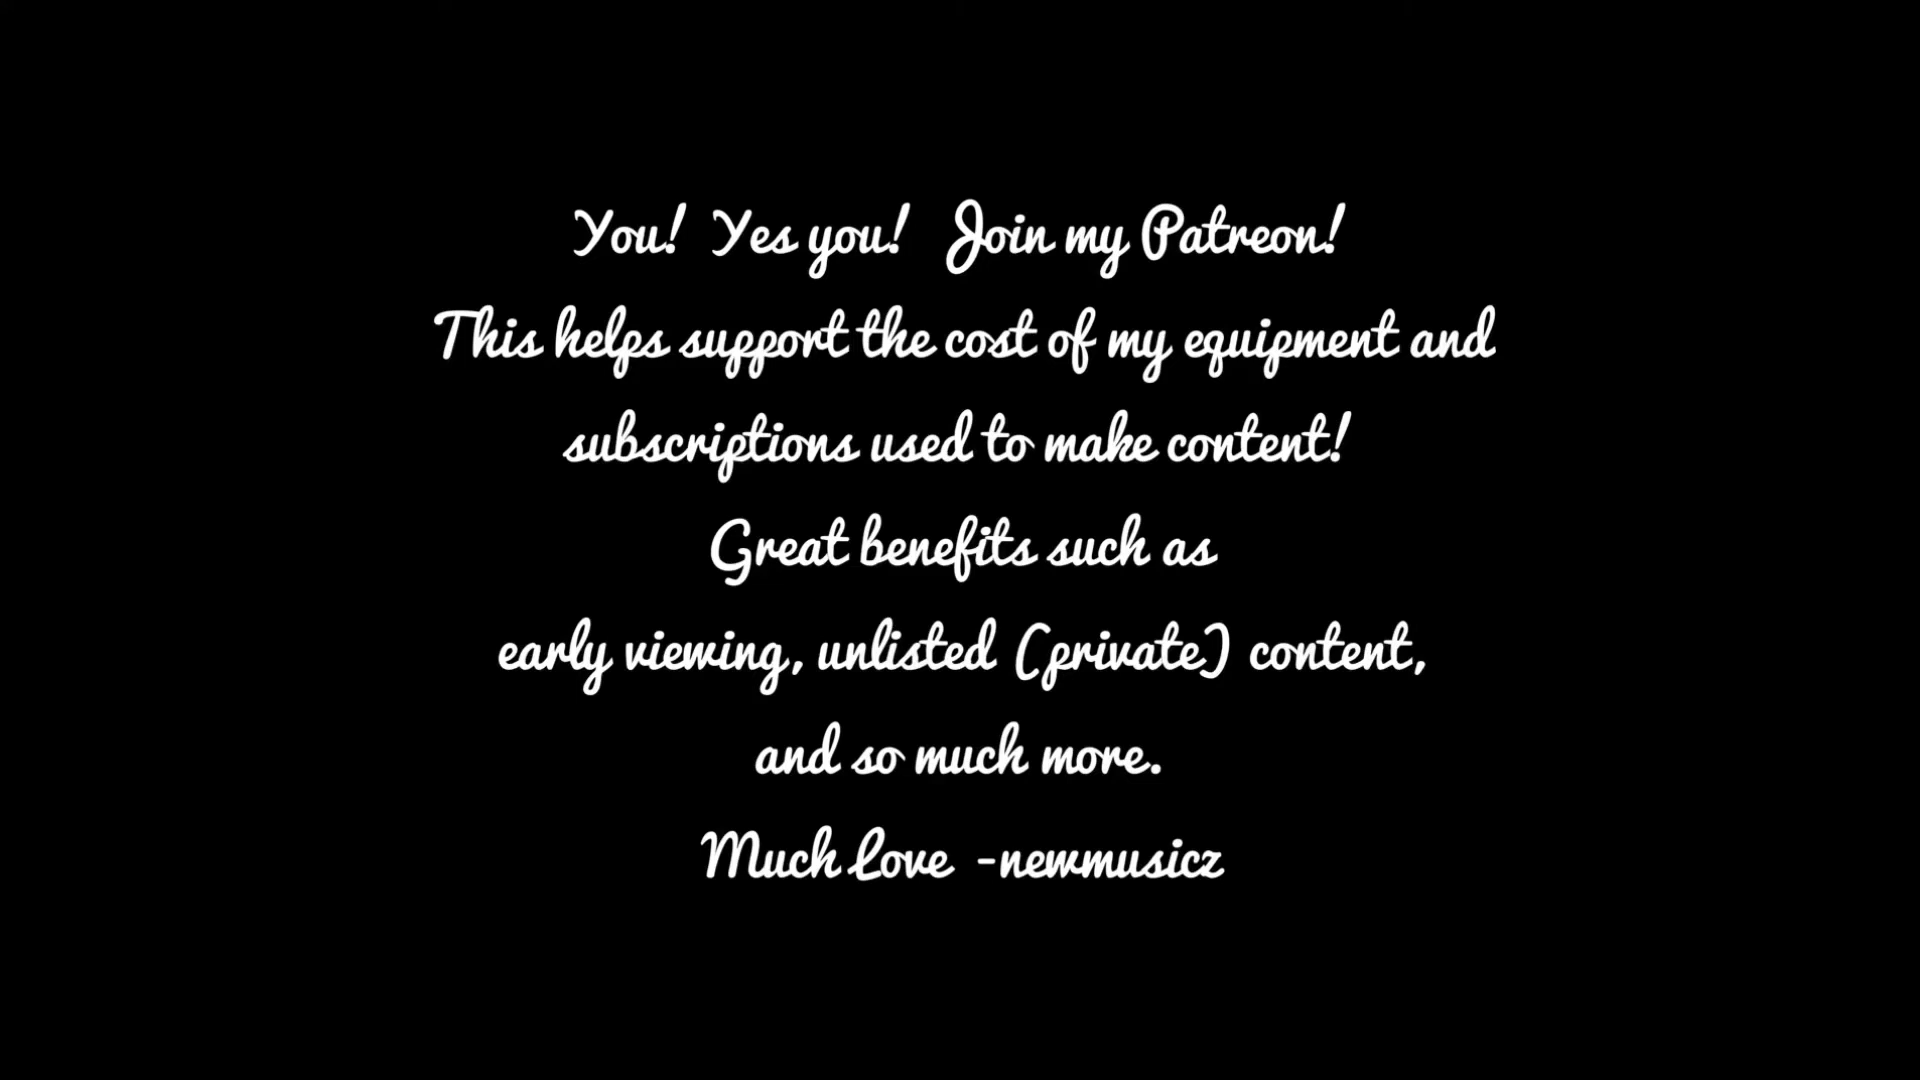 You! Yes you! Join my Patreon!
This helps support the cost of my equipment and
subscriptions used to make content!
Great benefits such as
early viewing, unlisted (private) content,
and so much more.
Much Love -newmusicz